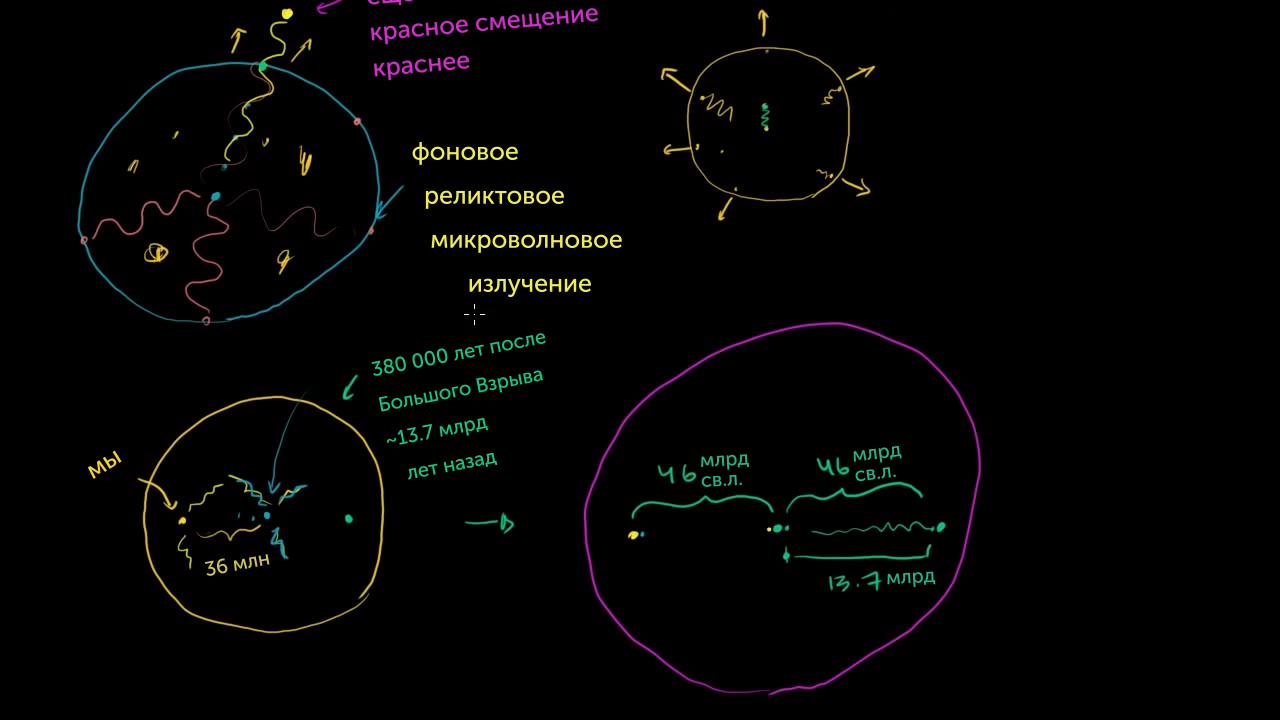 красное смещение
краснее
фоновое
реликтовое
микроволновое
излучение
380 000 лет после
Большого Взрыва
~13.7 млрд
лет назад
мы
36 млн
46 млрд
св.л.
46 млрд
св.л.
13.7 млрд